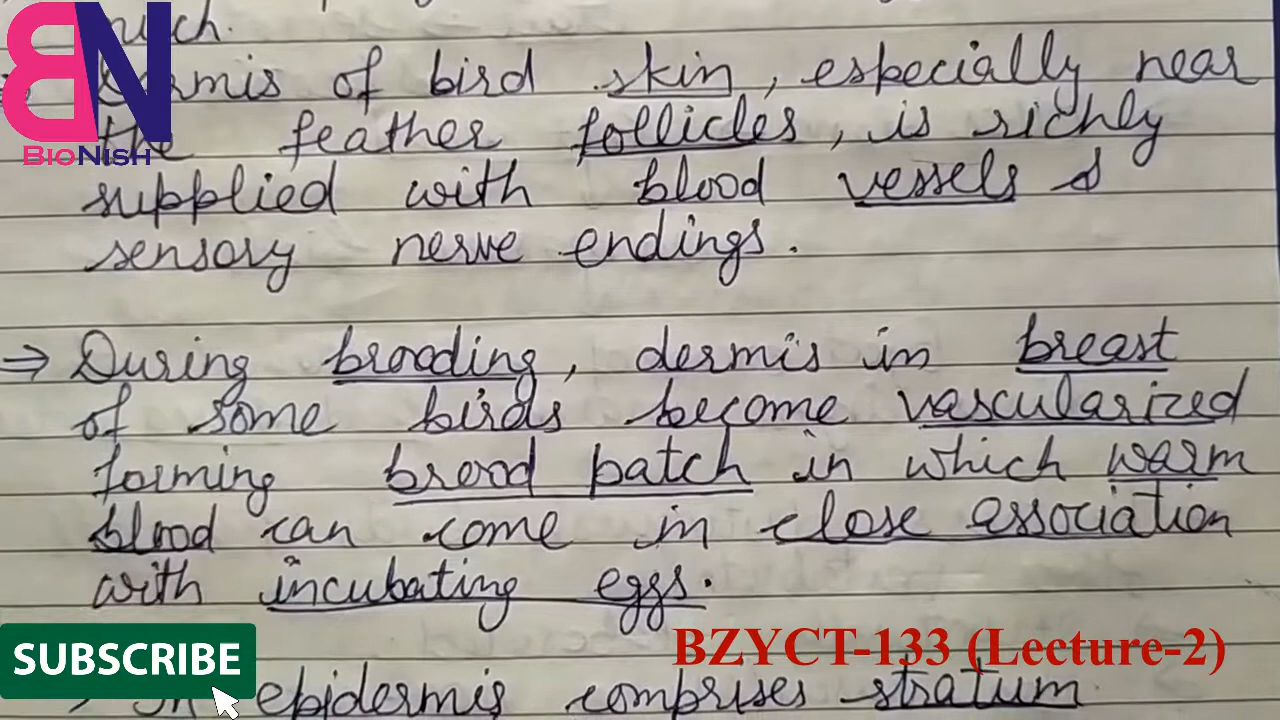 much.
Dermis of bird skin, especially near
the feather follicles, is richly
supplied with blood vessels &
sensory nerve endings.
⇒ During brooding, dermis in breast
of some birds become vascularized
forming brood patch in which warm
blood can come in close association
with incubating eggs.
epidermis comprises stratum
BN
BIONISH
SUBSCRIBE
BZYCT-133 (Lecture-2)